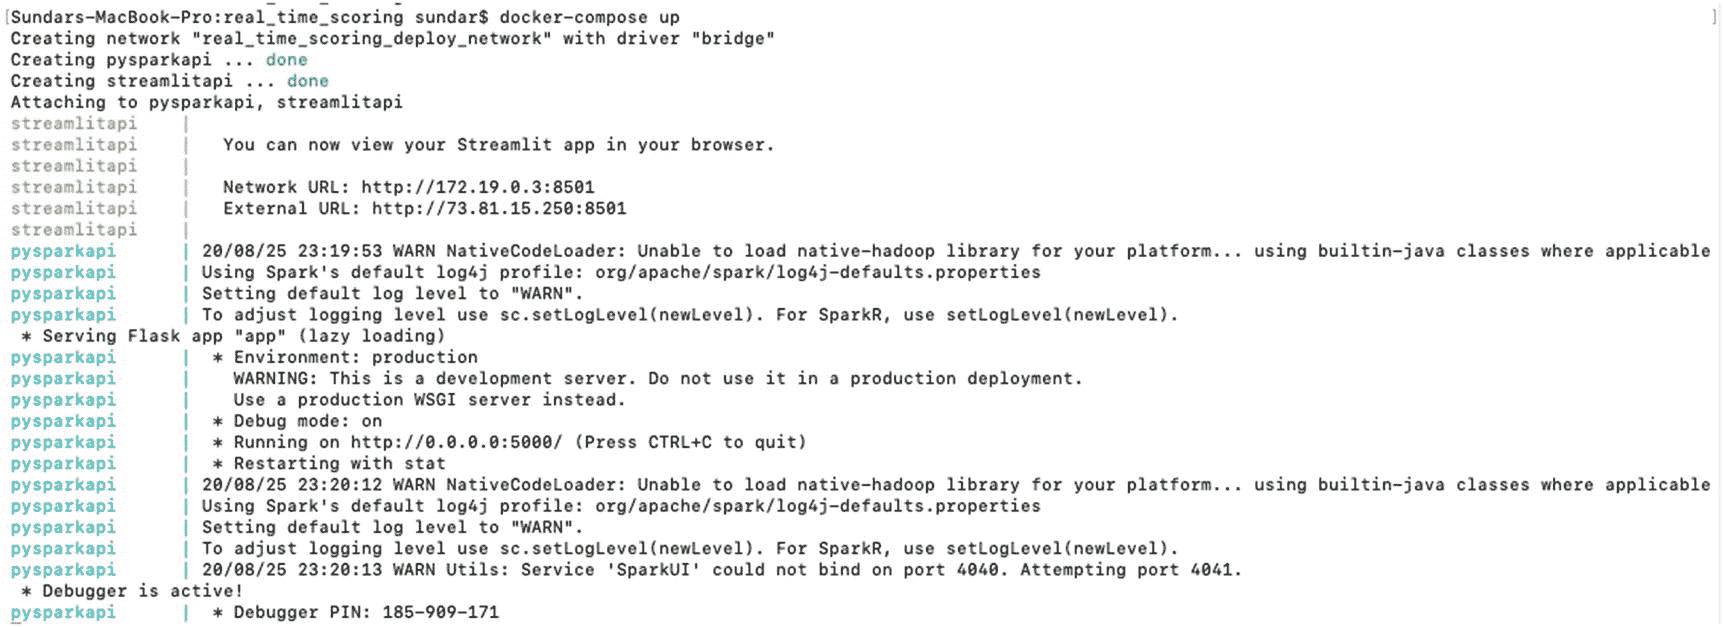 [Sundars-MacBook-Pro:real_time_scoring sundar$ docker-compose up ]
Creating network "real_time_scoring_deploy_network" with driver "bridge"
Creating pysparkapi ... done
Creating streamlitapi ... done
Attaching to pysparkapi, streamlitapi
streamlitapi |
streamlitapi | You can now view your Streamlit app in your browser.
streamlitapi |
streamlitapi | Network URL: http://172.19.0.3:8501
streamlitapi | External URL: http://73.81.15.250:8501
streamlitapi |
pysparkapi | 20/08/25 23:19:53 WARN NativeCodeLoader: Unable to load native-hadoop library for your platform... using builtin-java classes where applicable
pysparkapi | Using Spark's default log4j profile: org/apache/spark/log4j-defaults.properties
pysparkapi | Setting default log level to "WARN".
pysparkapi | To adjust logging level use sc.setLogLevel(newLevel). For SparkR, use setLogLevel(newLevel).
* Serving Flask app "app" (lazy loading)
pysparkapi | * Environment: production
pysparkapi | WARNING: This is a development server. Do not use it in a production deployment.
pysparkapi | Use a production WSGI server instead.
pysparkapi | * Debug mode: on
pysparkapi | * Running on http://0.0.0.0:5000/ (Press CTRL+C to quit)
pysparkapi | * Restarting with stat
pysparkapi | 20/08/25 23:20:12 WARN NativeCodeLoader: Unable to load native-hadoop library for your platform... using builtin-java classes where applicable
pysparkapi | Using Spark's default log4j profile: org/apache/spark/log4j-defaults.properties
pysparkapi | Setting default log level to "WARN".
pysparkapi | To adjust logging level use sc.setLogLevel(newLevel). For SparkR, use setLogLevel(newLevel).
pysparkapi | 20/08/25 23:20:13 WARN Utils: Service 'SparkUI' could not bind on port 4040. Attempting port 4041.
* Debugger is active!
pysparkapi | * Debugger PIN: 185-909-171